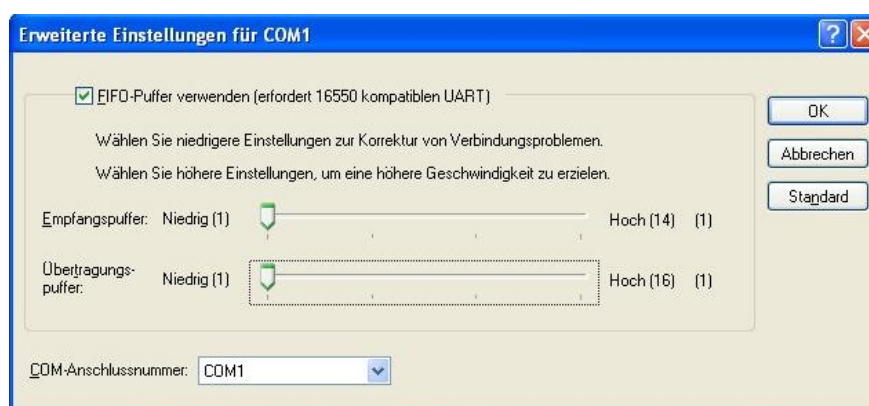 Erweiterte Einstellungen für COM1
FIFO-Puffer verwenden (erfordert 16550 kompatiblen UART)
OK
Wählen Sie niedrigere Einstellungen zur Korrektur von Verbindungsproblemen.
Abbrechen
Wählen Sie höhere Einstellungen, um eine höhere Geschwindigkeit zu erzielen.
Standard
Empfangspuffer: Niedrig (1) Hoch (14) (1)
Übertragungs-
puffer: Niedrig (1) Hoch (16) (1)
COM-Anschlussnummer: COM1